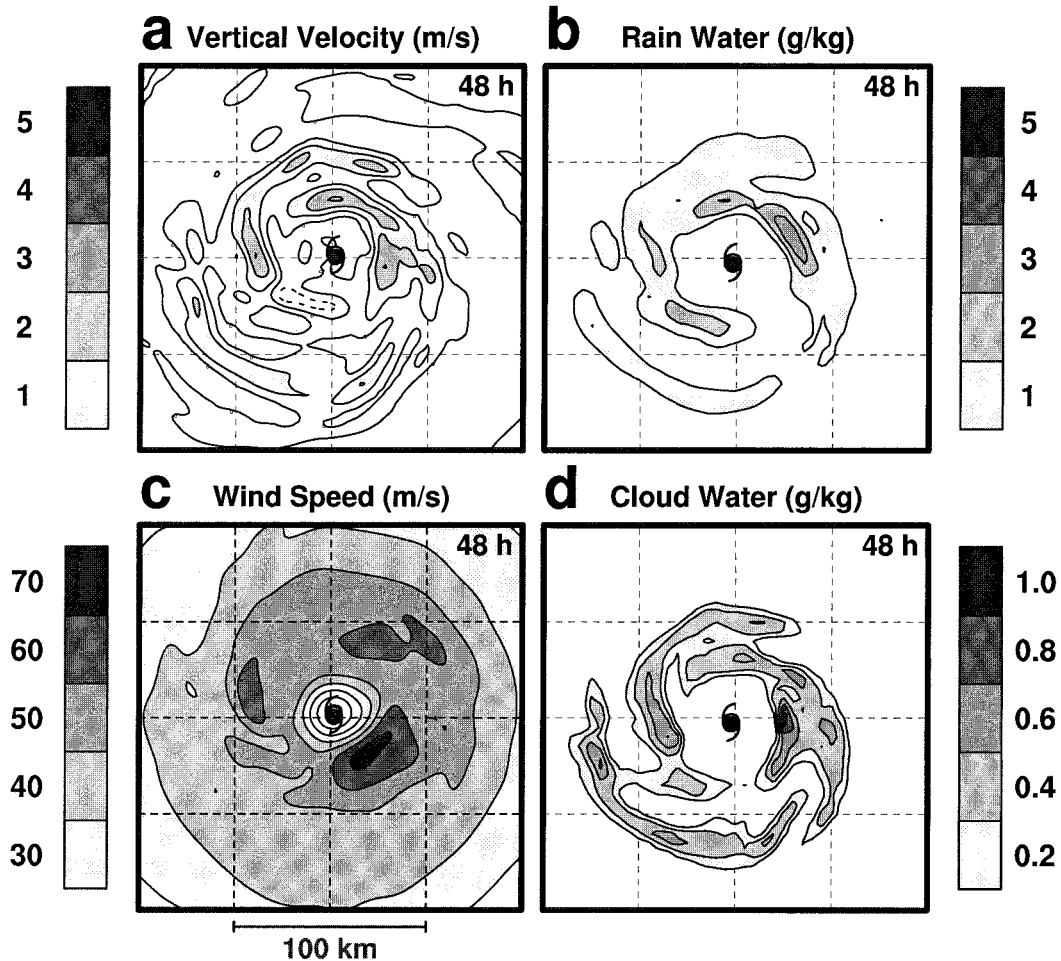 a Vertical Velocity (m/s)
b Rain Water (g/kg)
48 h
48 h
5
4
3
2
1
5
4
3
2
1
c Wind Speed (m/s)
d Cloud Water (g/kg)
48 h
48 h
70
60
50
40
30
1.0
0.8
0.6
0.4
0.2
100 km